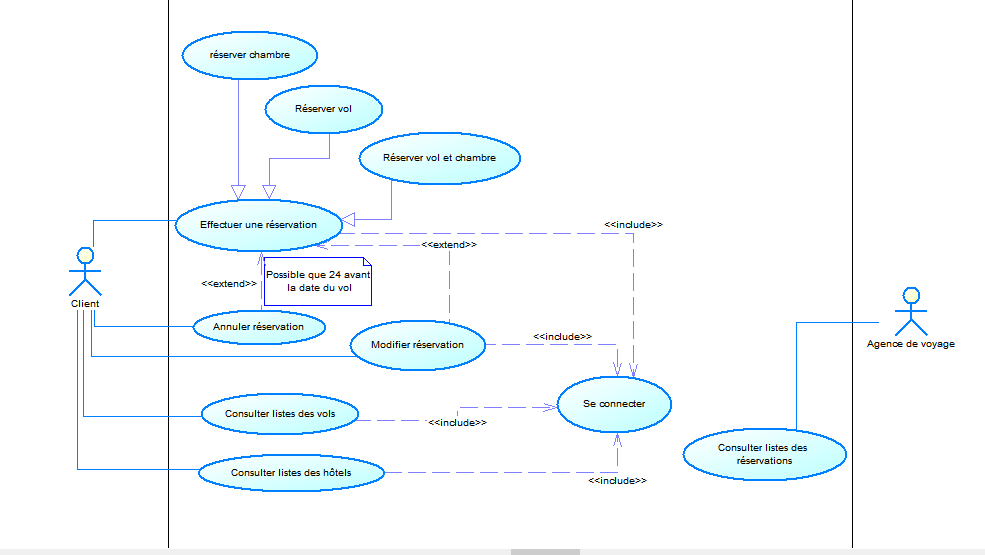 réserver chambre
Réserver vol
Réserver vol et chambre
Effectuer une réservation
<<include>>
<<extend>>
Possible que 24 avant
la date du vol
<<extend>>
Client
Annuler réservation
Modifier réservation
<<include>>
Agence de voyage
Se connecter
Consulter listes des vols
<<include>>
Consulter listes des
réservations
Consulter listes des hôtels
<<include>>